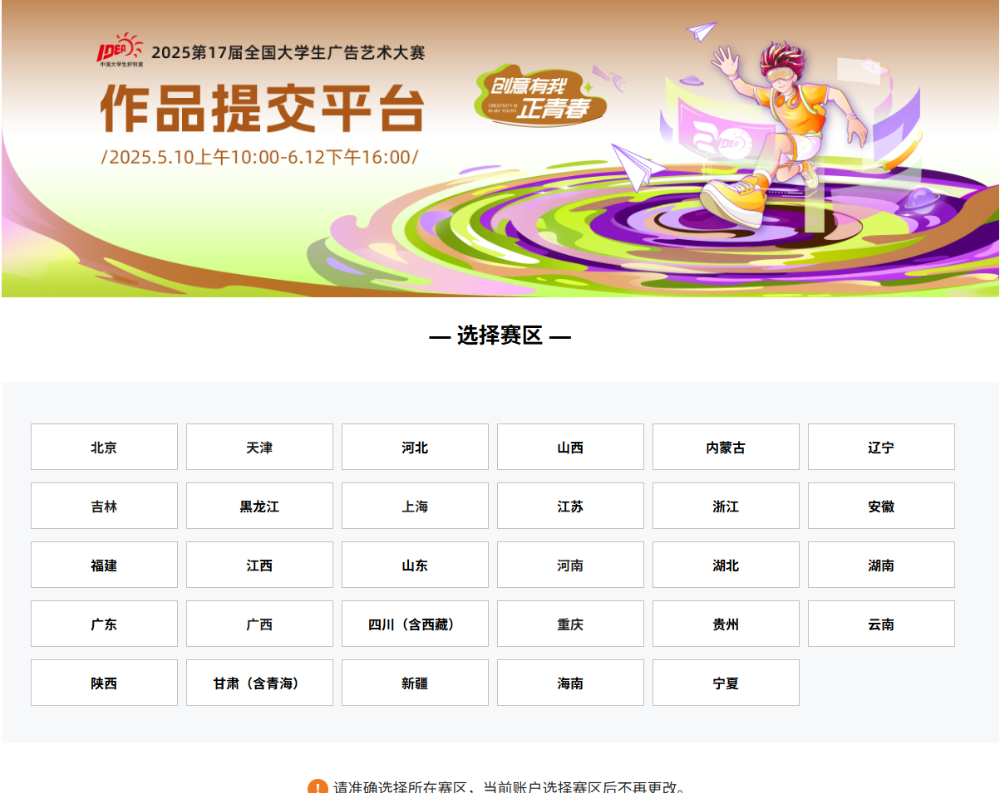 IDEA
中国大学生好创意
2025第17届全国大学生广告艺术大赛
作品提交平台
/2025.5.10上午10:00-6.12下午16:00/
创意有我
CREATIVITY IS
IN MY YOUTH
正青春
20 IDEA
— 选择赛区 —
北京 天津 河北 山西 内蒙古 辽宁
吉林 黑龙江 上海 江苏 浙江 安徽
福建 江西 山东 河南 湖北 湖南
广东 广西 四川（含西藏） 重庆 贵州 云南
陕西 甘肃（含青海） 新疆 海南 宁夏
! 请准确选择所在赛区，当前账户选择赛区后不再更改。